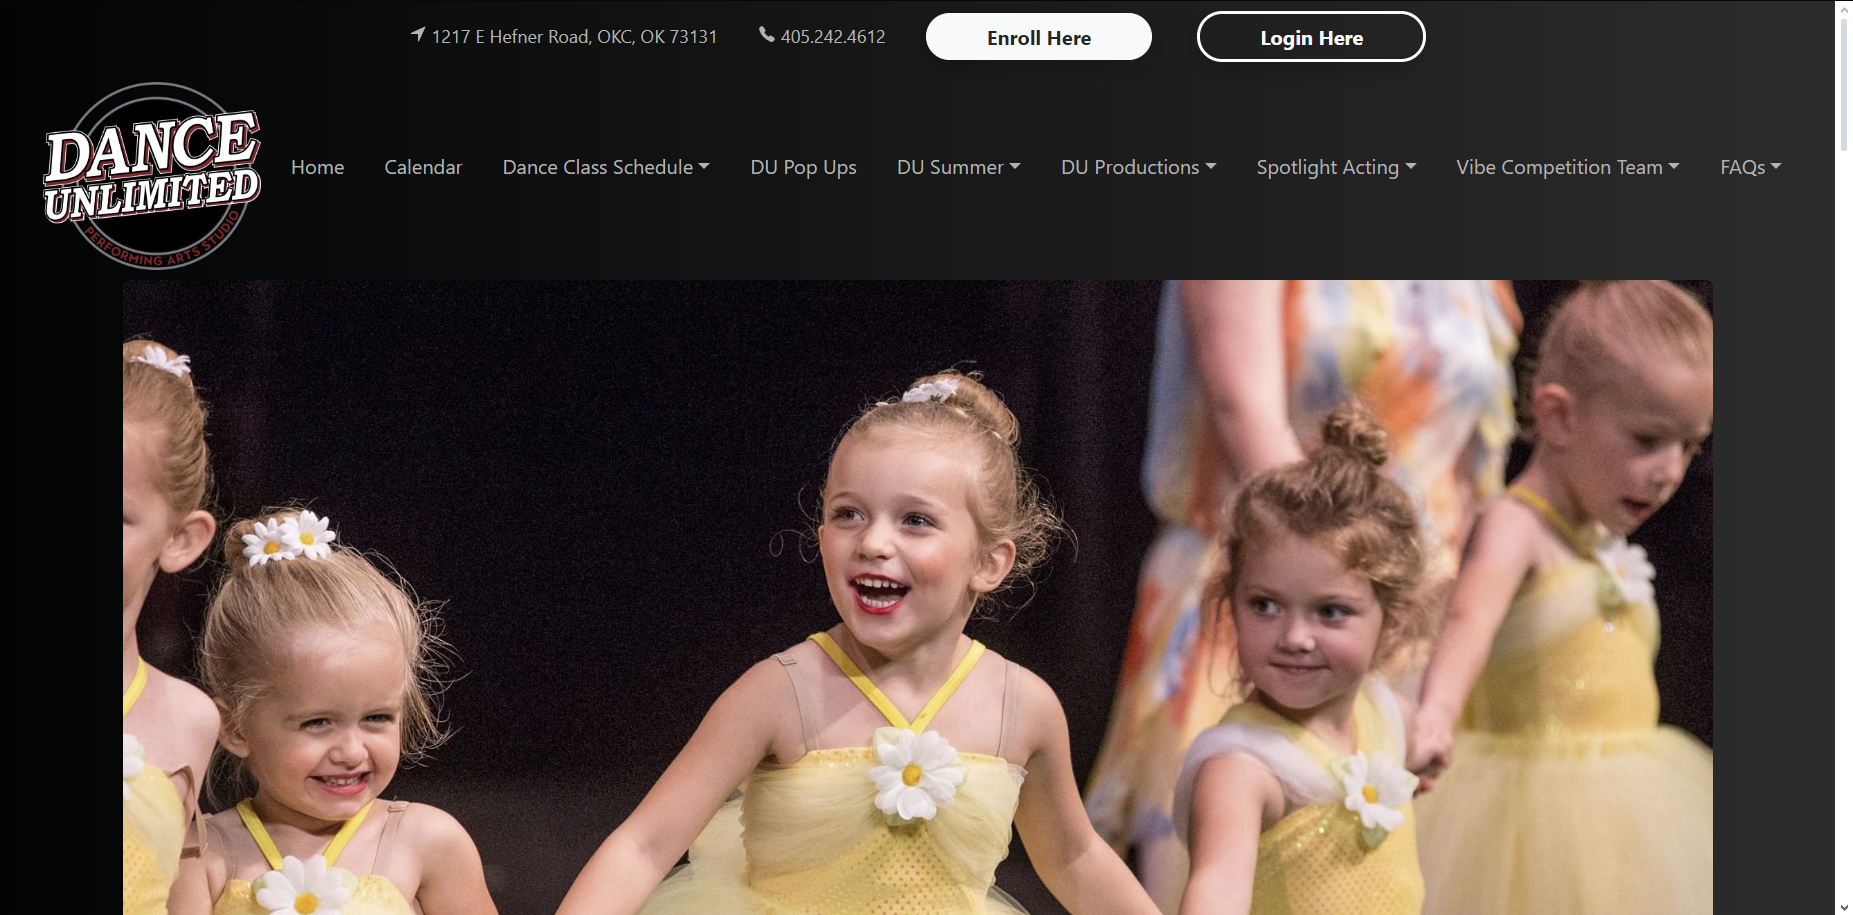 1217 E Hefner Road, OKC, OK 73131
405.242.4612
Enroll Here
Login Here
DANCE
UNLIMITED
PERFORMING ARTS STUDIO
Home
Calendar
Dance Class Schedule
DU Pop Ups
DU Summer
DU Productions
Spotlight Acting
Vibe Competition Team
FAQs